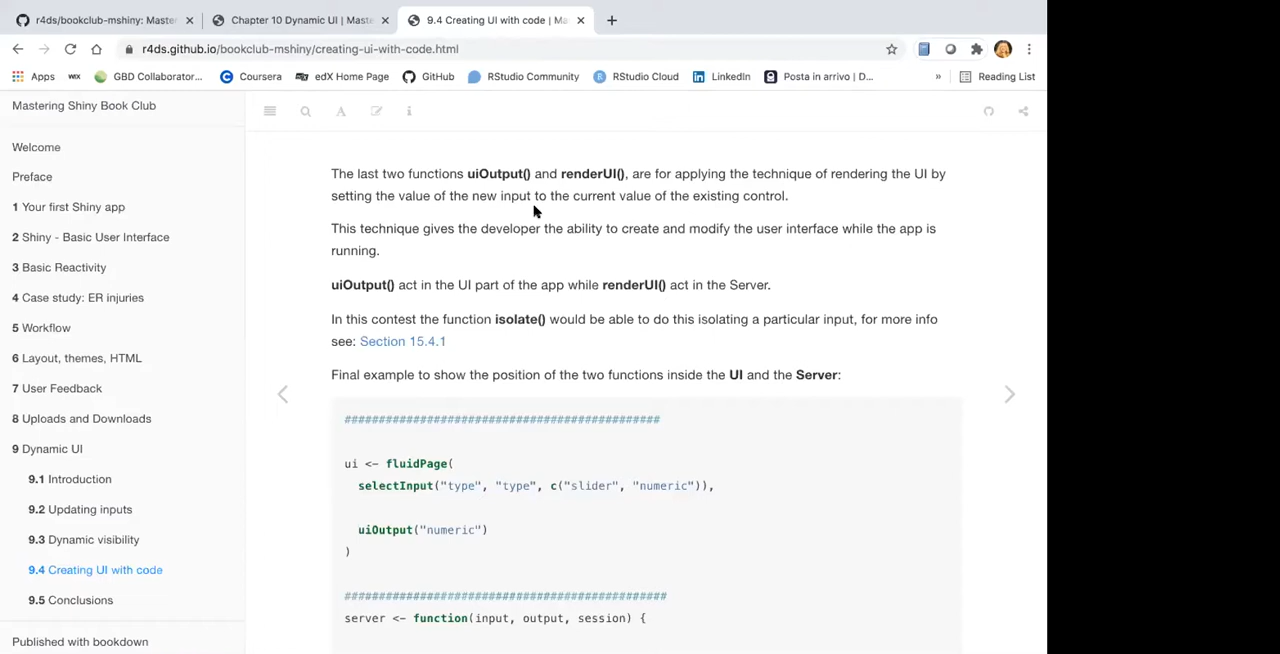 r4ds/bookclub-mshiny: Master
Chapter 10 Dynamic UI | Maste
9.4 Creating UI with code | Ma
r4ds.github.io/bookclub-mshiny/creating-ui-with-code.html
Apps
WIX
GBD Collaborator...
Coursera
edX Home Page
GitHub
RStudio Community
RStudio Cloud
LinkedIn
Posta in arrivo | D...
»
Reading List
Mastering Shiny Book Club
Welcome
Preface
1 Your first Shiny app
2 Shiny - Basic User Interface
3 Basic Reactivity
4 Case study: ER injuries
5 Workflow
6 Layout, themes, HTML
7 User Feedback
8 Uploads and Downloads
9 Dynamic UI
9.1 Introduction
9.2 Updating inputs
9.3 Dynamic visibility
9.4 Creating UI with code
9.5 Conclusions
Published with bookdown
The last two functions uiOutput() and renderUI(), are for applying the technique of rendering the UI by
setting the value of the new input to the current value of the existing control.
This technique gives the developer the ability to create and modify the user interface while the app is
running.
uiOutput() act in the UI part of the app while renderUI() act in the Server.
In this contest the function isolate() would be able to do this isolating a particular input, for more info
see: Section 15.4.1
Final example to show the position of the two functions inside the UI and the Server:
##############################################
ui <- fluidPage(
selectInput("type", "type", c("slider", "numeric")),
uiOutput("numeric")
)
###############################################
server <- function(input, output, session) {